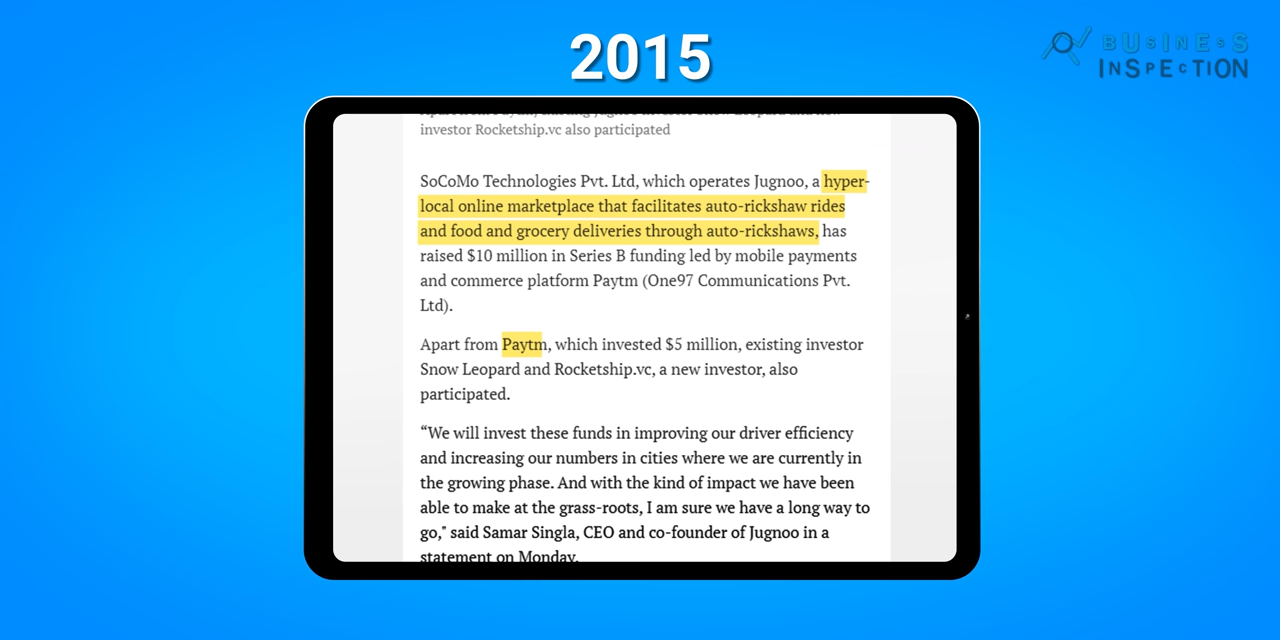 2015
BUSINESS
INSPECTION
investor Rocketship.vc also participated
SoCoMo Technologies Pvt. Ltd, which operates Jugnoo, a hyper-
local online marketplace that facilitates auto-rickshaw rides
and food and grocery deliveries through auto-rickshaws, has
raised $10 million in Series B funding led by mobile payments
and commerce platform Paytm (One97 Communications Pvt.
Ltd).
Apart from Paytm, which invested $5 million, existing investor
Snow Leopard and Rocketship.vc, a new investor, also
participated.
“We will invest these funds in improving our driver efficiency
and increasing our numbers in cities where we are currently in
the growing phase. And with the kind of impact we have been
able to make at the grass-roots, I am sure we have a long way to
go," said Samar Singla, CEO and co-founder of Jugnoo in a
statement on Monday.